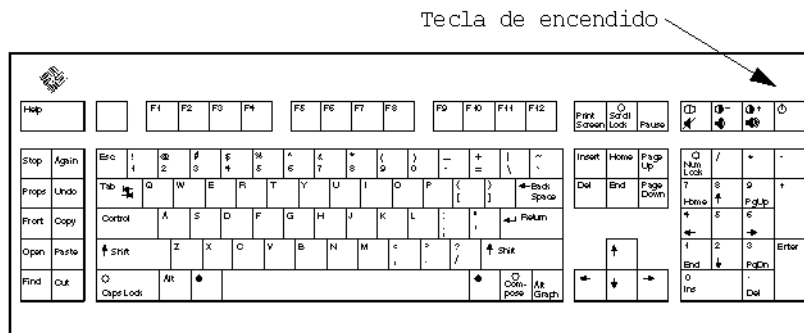 Tecla de encendido
Help F1 F2 F3 F4 F5 F6 F7 F8 F9 F10 F11 F12 Print Screen Scroll Lock Pause
Stop Again Esc ! 1 @ 2 # 3 $ 4 % 5 ^ 6 & 7 * 8 ( 9 ) 0 _ - + = | \ ~ ` Insert Home Page Up Num Lock / * -
Props Undo Tab Q W E R T Y U I O P { [ } ] Back Space Del End Page Down 7 Home 8 9 PgUp +
Front Copy Control A S D F G H J K L : ; " ' Return 4 5 6
Open Paste Shift Z X C V B N M < , > . ? / Shift 1 End 2 3 PgDn Enter
Find Cut Caps Lock Alt Com- pose Alt Graph 0 Ins . Del